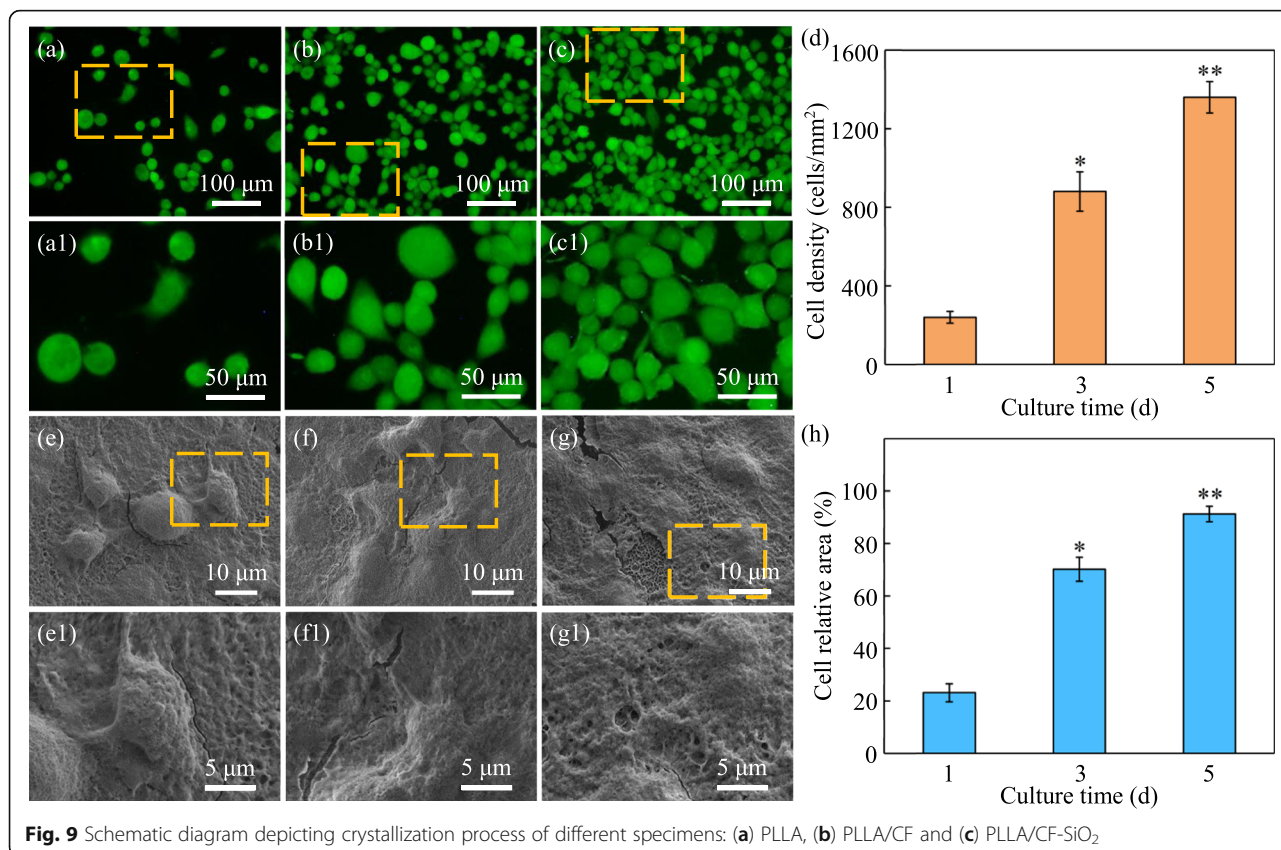 (a)
100 μm
(b)
100 μm
(c)
100 μm
(a1)
50 μm
(b1)
50 μm
(c1)
50 μm
(d)
Cell density (cells/mm²)
1600
1200
800
400
0
*
**
1 3 5
Culture time (d)
(e)
10 μm
(f)
10 μm
(g)
10 μm
(e1)
5 μm
(f1)
5 μm
(g1)
5 μm
(h)
Cell relative area (%)
100
80
60
40
20
0
*
**
1 3 5
Culture time (d)
Fig. 9 Schematic diagram depicting crystallization process of different specimens: (a) PLLA, (b) PLLA/CF and (c) PLLA/CF-SiO₂